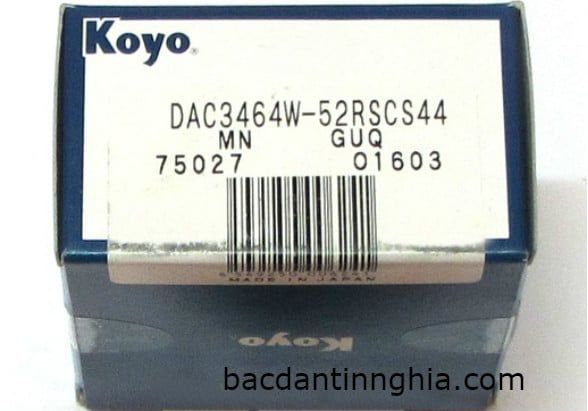 Koyo®
DAC3464W-52RSCS44
MN GUQ
75027 01603
MADE IN JAPAN
Koyo
bacdantinnghia.com